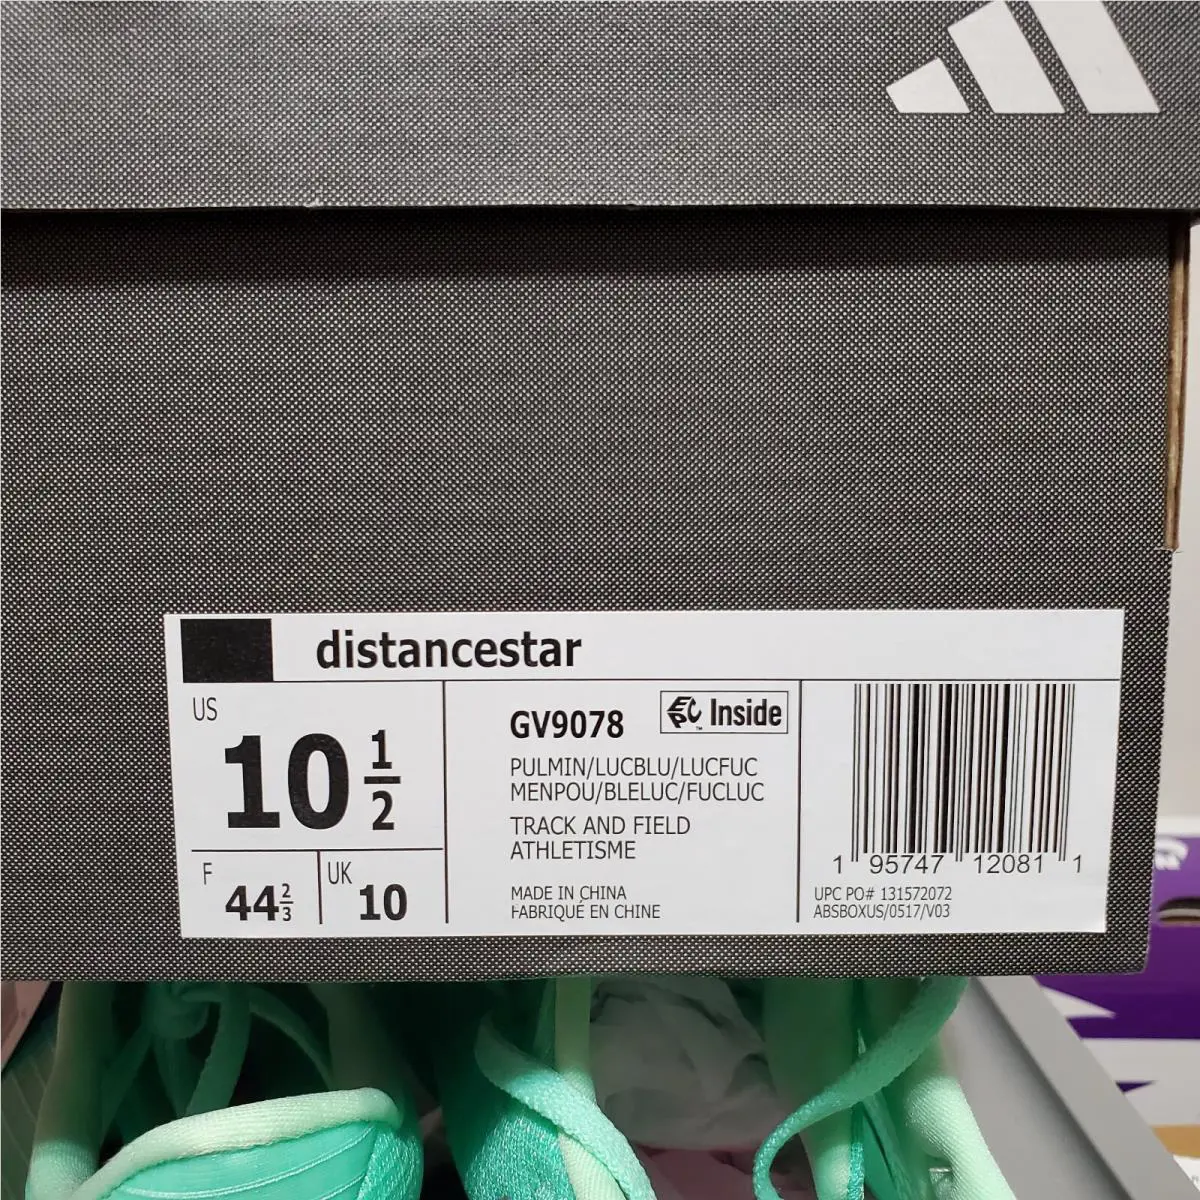 distancestar
US
10 1/2
F
44 2/3
UK
10
GV9078
EPC Inside
PULMIN/LUCBLU/LUCFUC
MENPOU/BLELUC/FUCLUC
TRACK AND FIELD
ATHLETISME
MADE IN CHINA
FABRIQUÉ EN CHINE
1 95747 12081 1
UPC PO# 131572072
ABSBOXUS/0517/V03